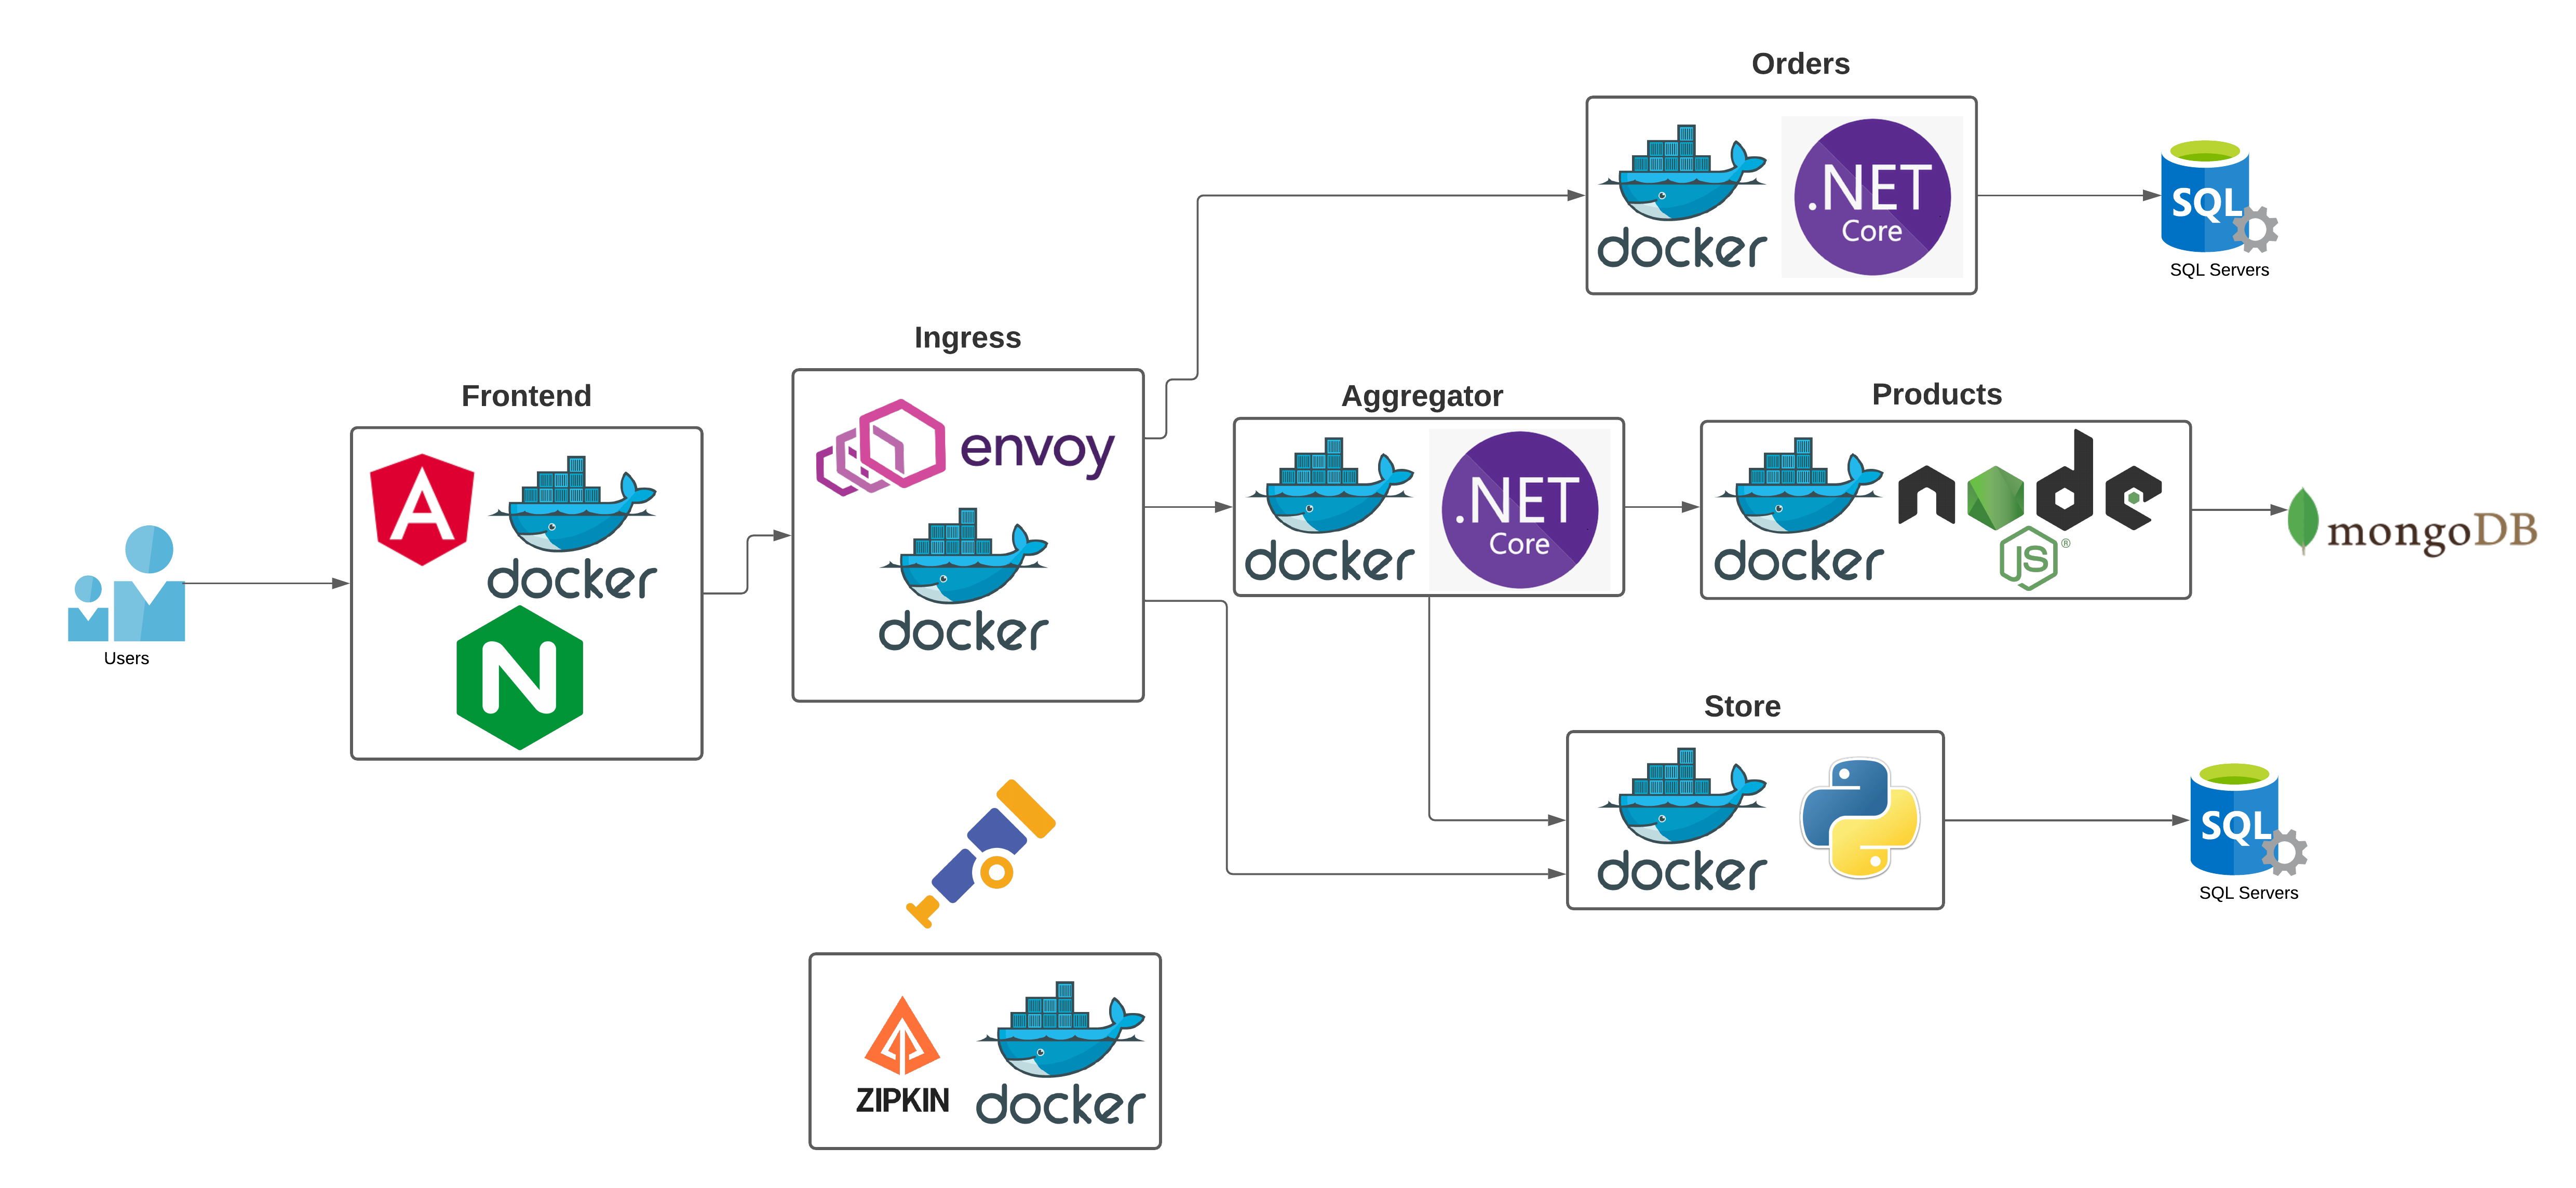 Orders
docker
.NET
Core
SQL
SQL Servers
Ingress
envoy
docker
Frontend
A
docker
N
Users
Aggregator
docker
.NET
Core
Products
docker
node
JS®
mongoDB
Store
docker
SQL
SQL Servers
ZIPKIN
docker